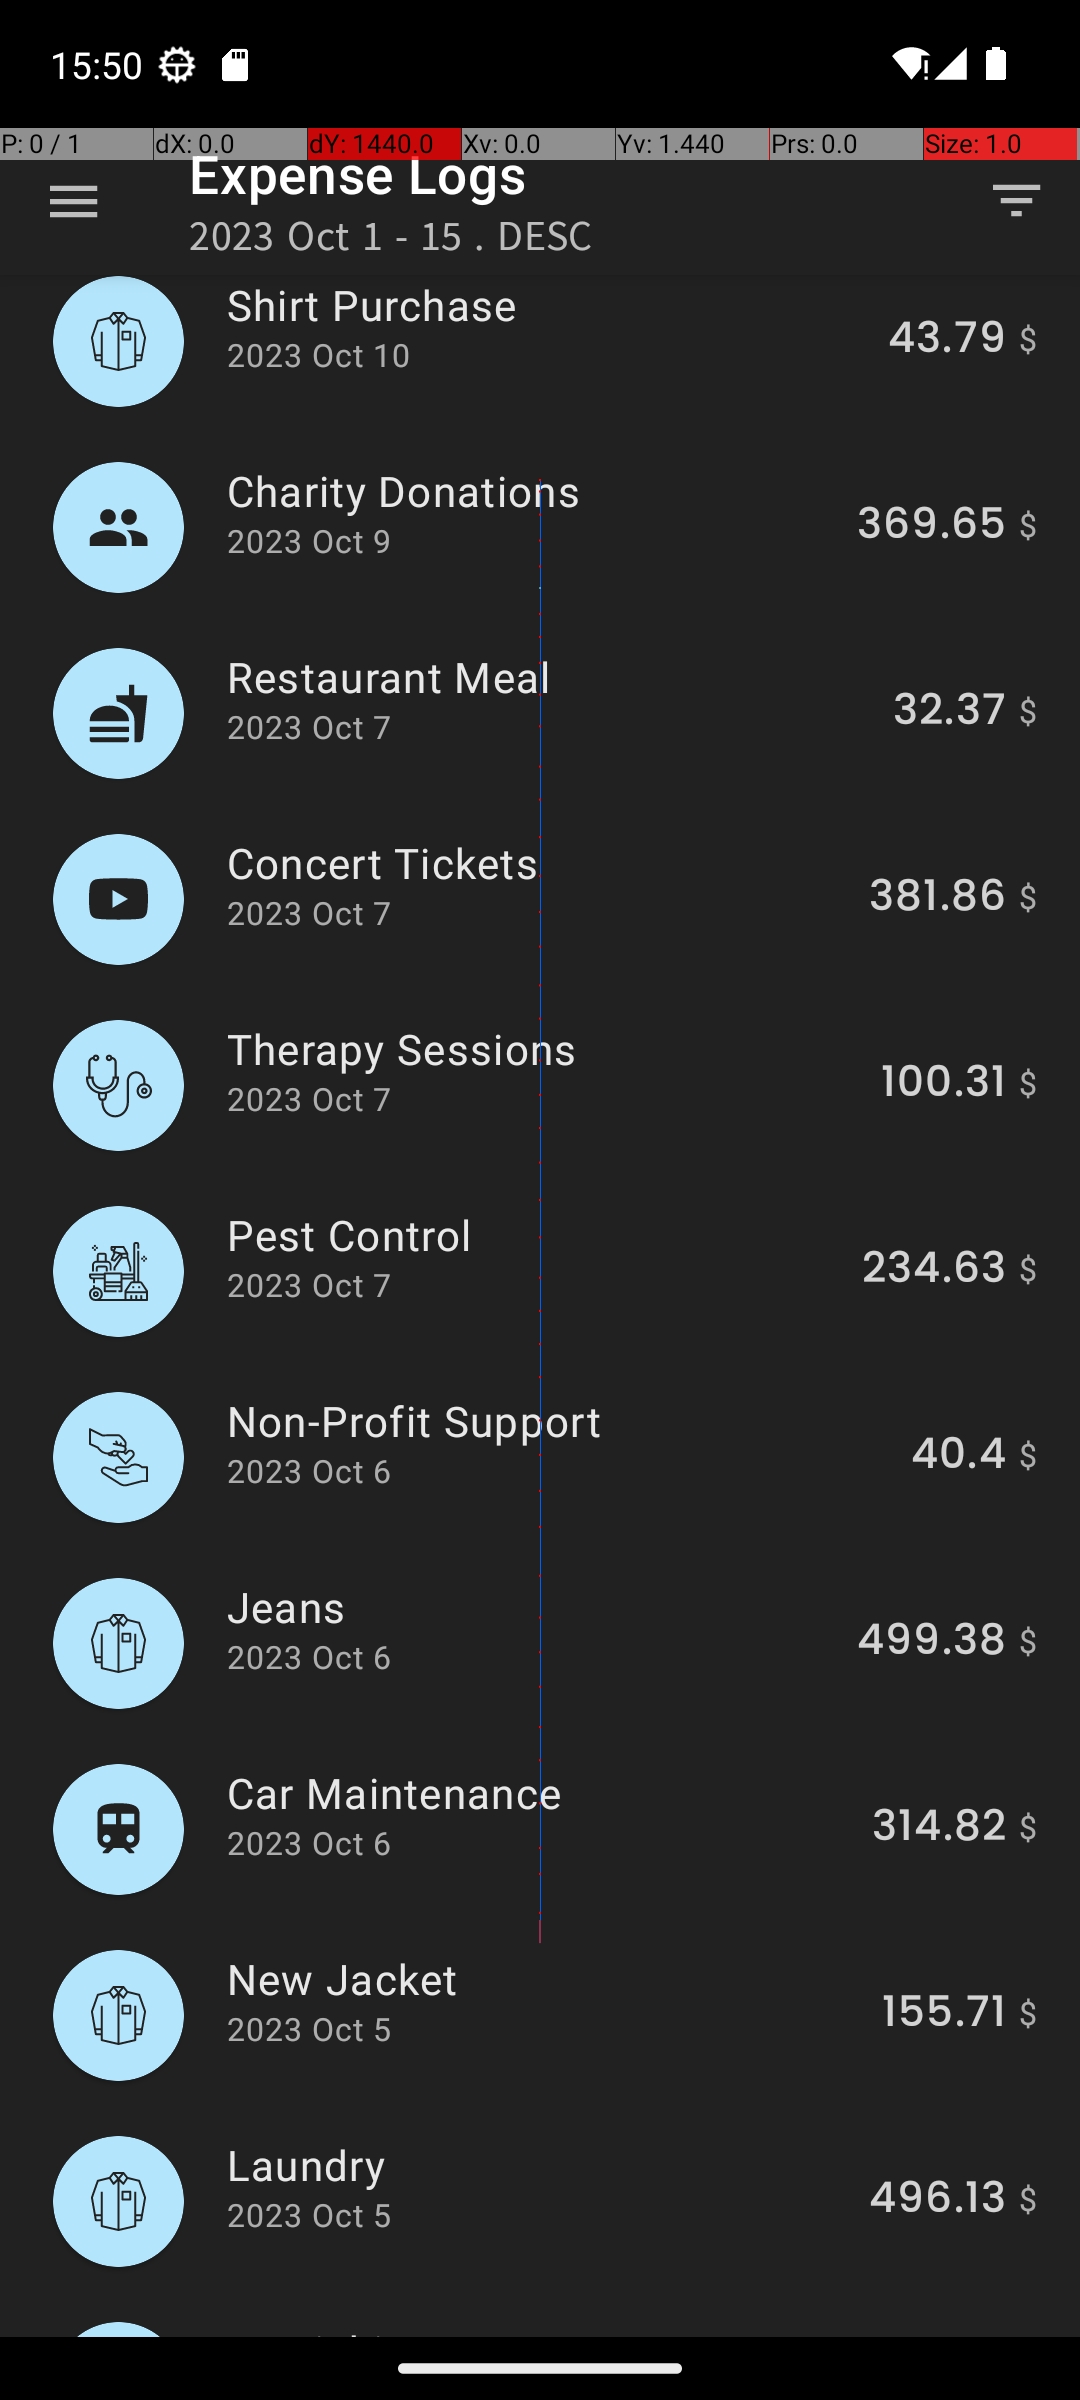 15:50
P: 0 / 1 dX: 0.0 dY: 1440.0 Xv: 0.0 Yv: 1.440 Prs: 0.0 Size: 1.0
Expense Logs
2023 Oct 1 - 15 . DESC
Shirt Purchase
2023 Oct 10
43.79 $
Charity Donations
2023 Oct 9
369.65 $
Restaurant Meal
2023 Oct 7
32.37 $
Concert Tickets
2023 Oct 7
381.86 $
Therapy Sessions
2023 Oct 7
100.31 $
Pest Control
2023 Oct 7
234.63 $
Non-Profit Support
2023 Oct 6
40.4 $
Jeans
2023 Oct 6
499.38 $
Car Maintenance
2023 Oct 6
314.82 $
New Jacket
2023 Oct 5
155.71 $
Laundry
2023 Oct 5
496.13 $